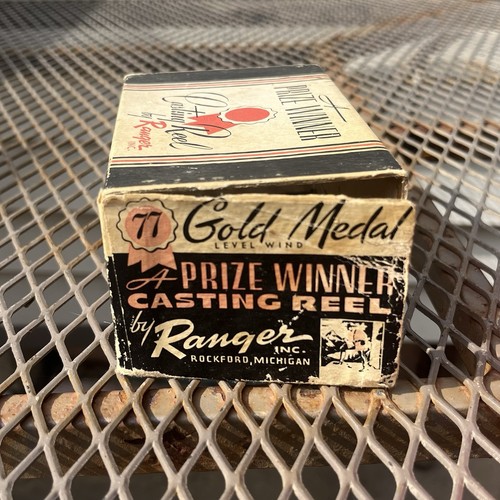 A
PRIZE WINNER
Casting Reel
by Ranger
INC.
77
Gold Medal
LEVEL WIND
A PRIZE WINNER
CASTING REEL
by Ranger
INC.
ROCKFORD, MICHIGAN